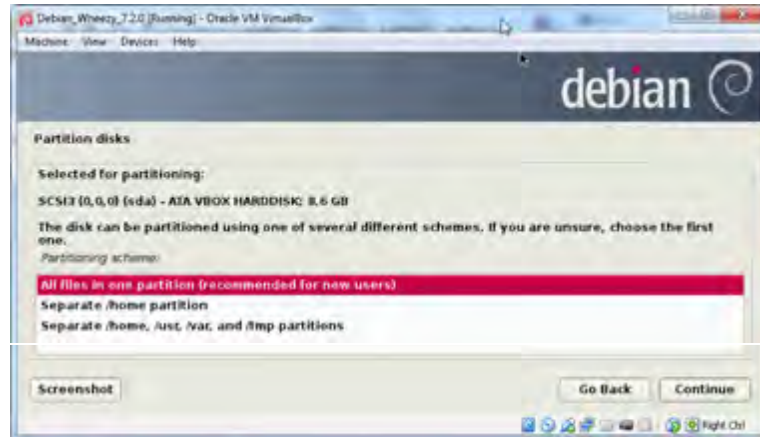 Debian_Wheezy_7.2.0 [Running] - Oracle VM VirtualBox
Machine View Devices Help
debian
Partition disks
Selected for partitioning:
SCSI3 (0,0,0) (sda) - ATA VBOX HARDDISK: 8.6 GB
The disk can be partitioned using one of several different schemes. If you are unsure, choose the first
one.
Partitioning scheme:
All files in one partition (recommended for new users)
Separate /home partition
Separate /home, /usr, /var, and /tmp partitions
Screenshot Go Back Continue
Right Ctrl